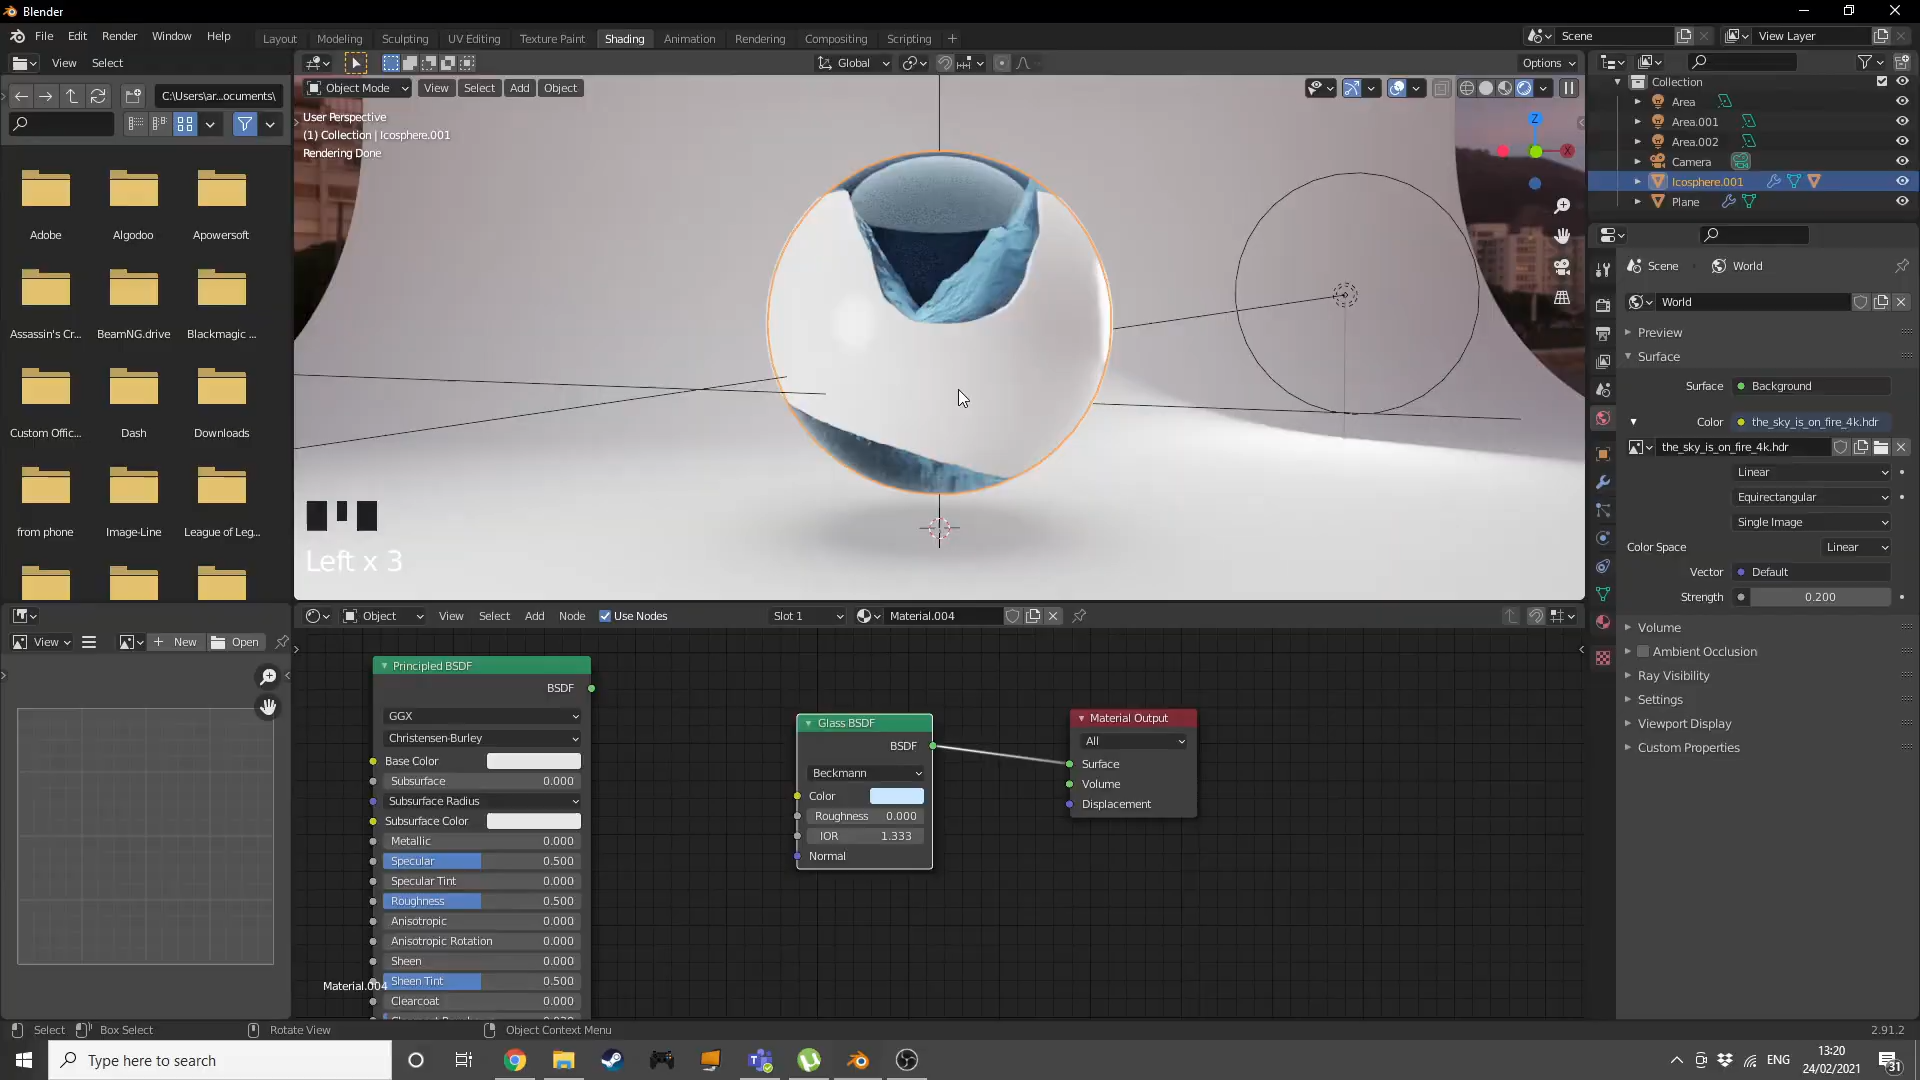 Blender
File Edit Render Window Help
Layout Modeling Sculpting UV Editing Texture Paint Shading Animation Rendering Compositing Scripting
Scene
View Layer
View Select
Global
Options
C:\Users\ar...ocuments\
Object Mode View Select Add Object
User Perspective
(1) Collection | Icosphere.001
Rendering Done
Z
X
Collection
Area
Area.001
Area.002
Camera
Icosphere.001
Plane
Adobe
Algodoo
Apowersoft
Assassin's Cr...
BeamNG.drive
Blackmagic ...
Custom Offic...
Dash
Downloads
from phone
Image-Line
League of Leg...
Left x 3
Scene World
World
Preview
Surface
Surface Background
Color the_sky_is_on_fire_4k.hdr
the_sky_is_on_fire_4k.hdr
Linear
Equirectangular
Single Image
Color Space Linear
Vector Default
Strength 0.200
Volume
Ambient Occlusion
Ray Visibility
Settings
Viewport Display
Custom Properties
View New Open
Object View Select Add Node Use Nodes Slot 1 Material.004
Principled BSDF
BSDF
GGX
Christensen-Burley
Base Color
Subsurface 0.000
Subsurface Radius
Subsurface Color
Metallic 0.000
Specular 0.500
Specular Tint 0.000
Roughness 0.500
Anisotropic 0.000
Anisotropic Rotation 0.000
Sheen 0.000
Sheen Tint 0.500
Clearcoat 0.000
Material.004
Glass BSDF
BSDF
Beckmann
Color
Roughness 0.000
IOR 1.333
Normal
Material Output
All
Surface
Volume
Displacement
Select Box Select Rotate View Object Context Menu 2.91.2
Type here to search
ENG
13:20
24/02/2021
31